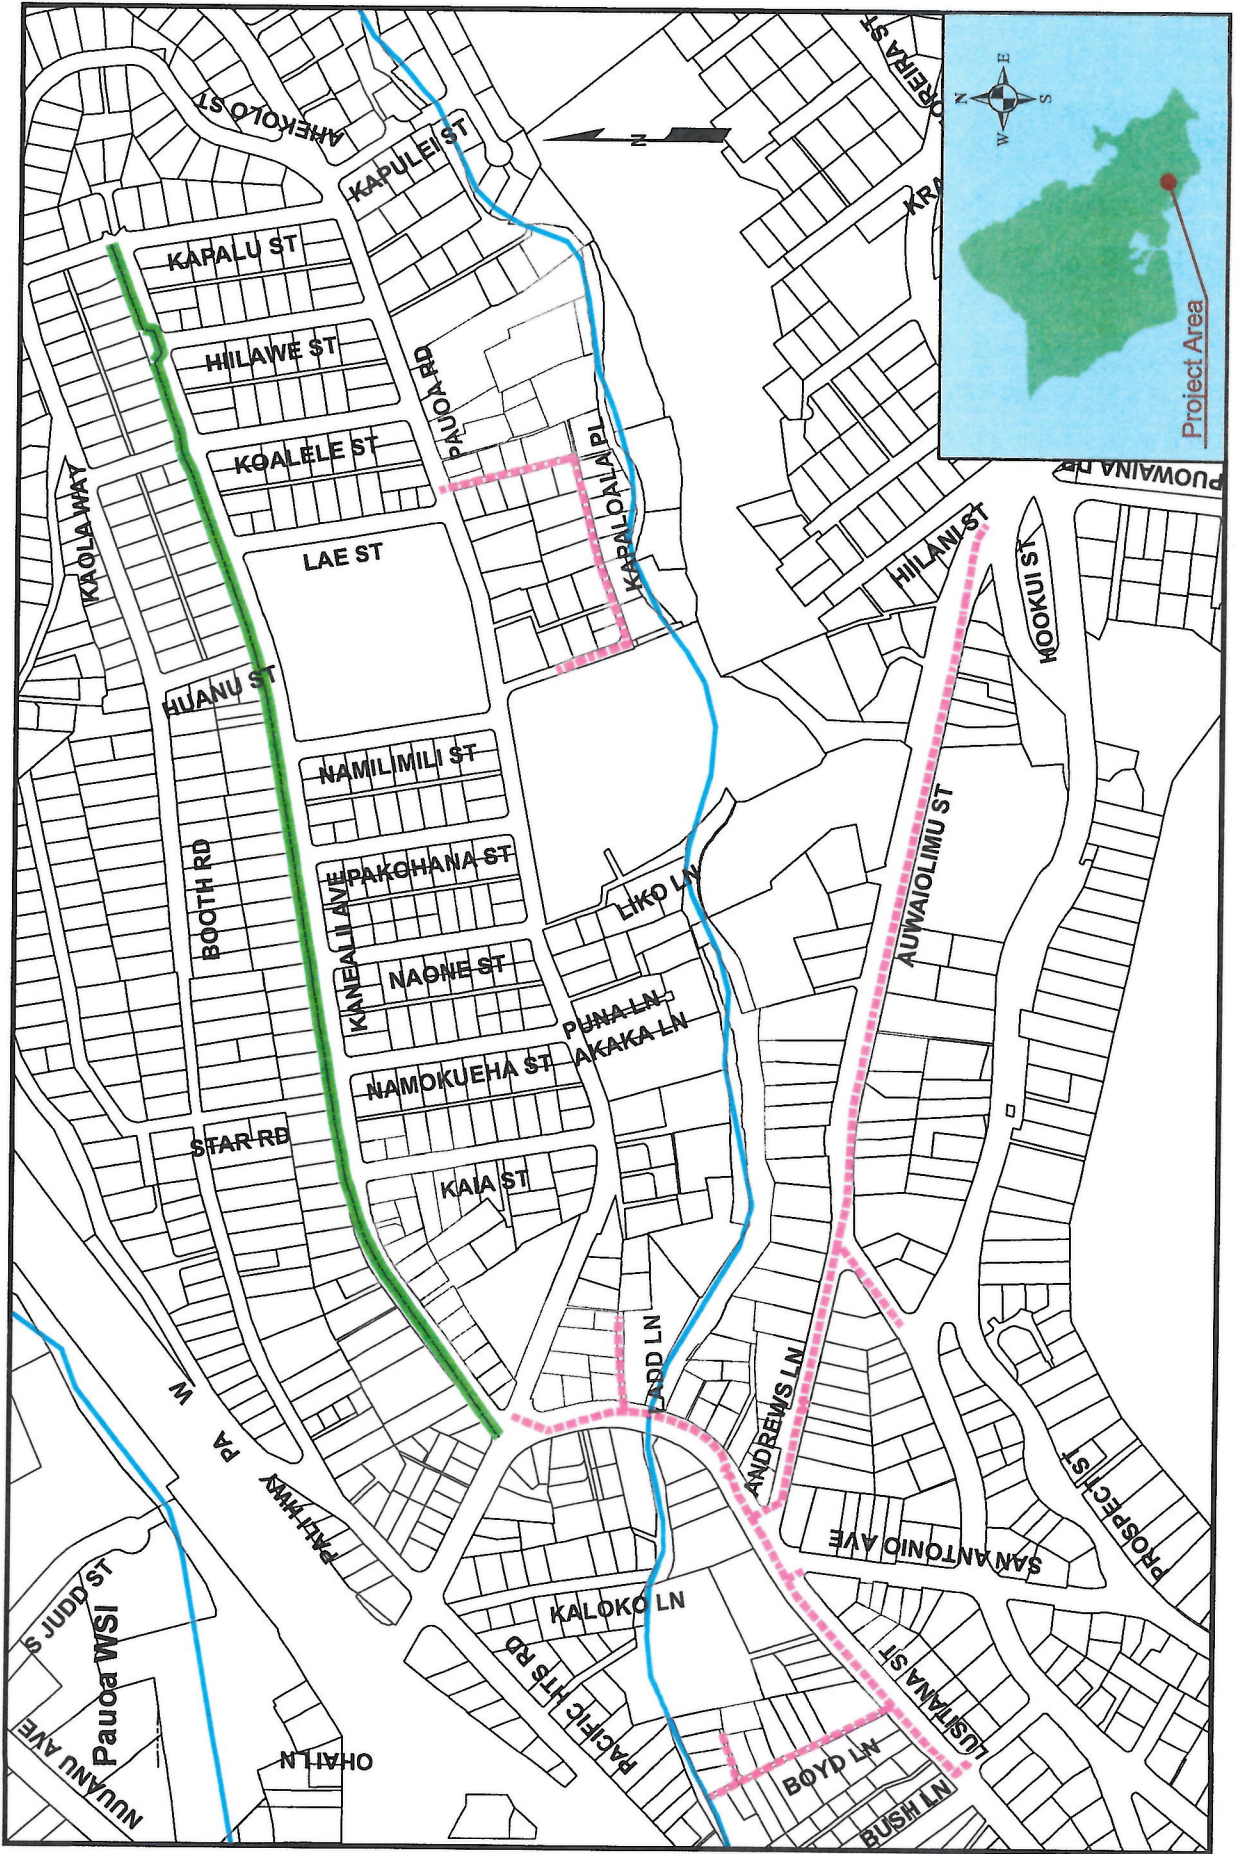 OREIRA ST
AHEKOLO ST
KAPULEI ST
N
KRA
KAPALU ST
HIILAWE ST
PAUOA RD
KOALELE ST
KAOLA WAY
KAPALOALA PL
LAE ST
PUOWAINA DR
HIILANI ST
HOOKUI ST
HUANU ST
NAMILIMILI ST
AUWAIOLIMU ST
BOOTH RD
PAKOHANA ST
KANEALII AVE
LIKO LN
NAONE ST
PUNA LN
AKAKA LN
NAMOKUEHA ST
STAR RD
KAIA ST
LADD LN
ANDREWS LN
W
PA
PALI HWY
PROSPECT ST
SAN ANTONIO AVE
S JUDD ST
Pauoa WSI
KALOKO LN
PACIFIC HTS RD
LUSITANA ST
NUUANU AVE
OHAI LN
BOYD LN
BUSH LN
N
E
S
W
Project Area